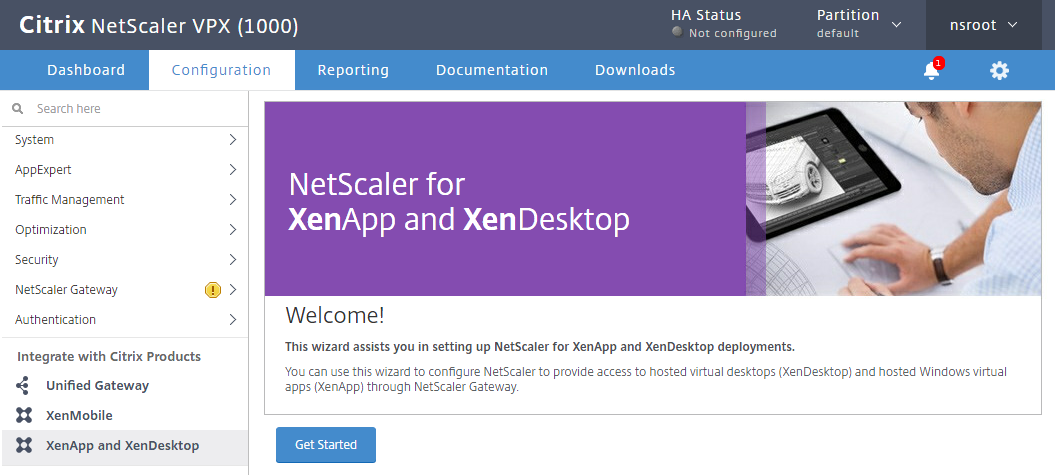 Citrix NetScaler VPX (1000)
HA Status
Not configured
Partition
default
nsroot
Dashboard
Configuration
Reporting
Documentation
Downloads
1
Search here
System
AppExpert
Traffic Management
Optimization
Security
NetScaler Gateway
!
Authentication
Integrate with Citrix Products
Unified Gateway
XenMobile
XenApp and XenDesktop
NetScaler for
XenApp and XenDesktop
Welcome!
This wizard assists you in setting up NetScaler for XenApp and XenDesktop deployments.
You can use this wizard to configure NetScaler to provide access to hosted virtual desktops (XenDesktop) and hosted Windows virtual
apps (XenApp) through NetScaler Gateway.
Get Started